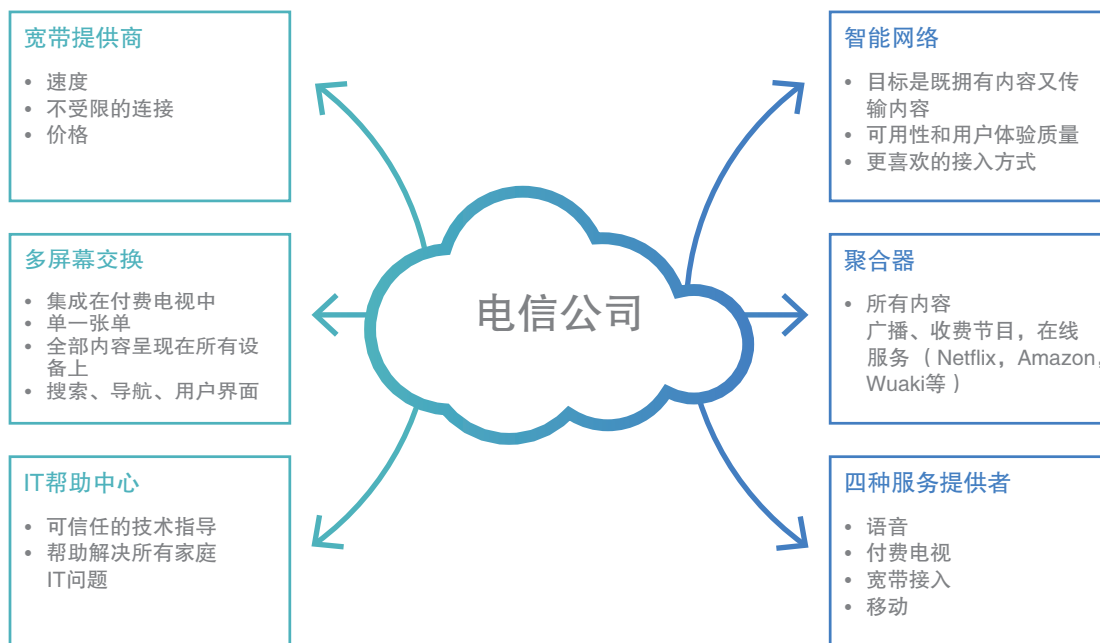 宽带提供商
• 速度
• 不受限的连接
• 价格
多屏幕交换
• 集成在付费电视中
• 单一张单
• 全部内容呈现在所有设
备上
• 搜索、导航、用户界面
IT帮助中心
• 可信任的技术指导
• 帮助解决所有家庭
IT问题
电信公司
智能网络
• 目标是既拥有内容又传
输内容
• 可用性和用户体验质量
• 更喜欢的接入方式
聚合器
• 所有内容
广播、收费节目，在线
服务（Netflix，Amazon，
Wuaki等）
四种服务提供者
• 语音
• 付费电视
• 宽带接入
• 移动